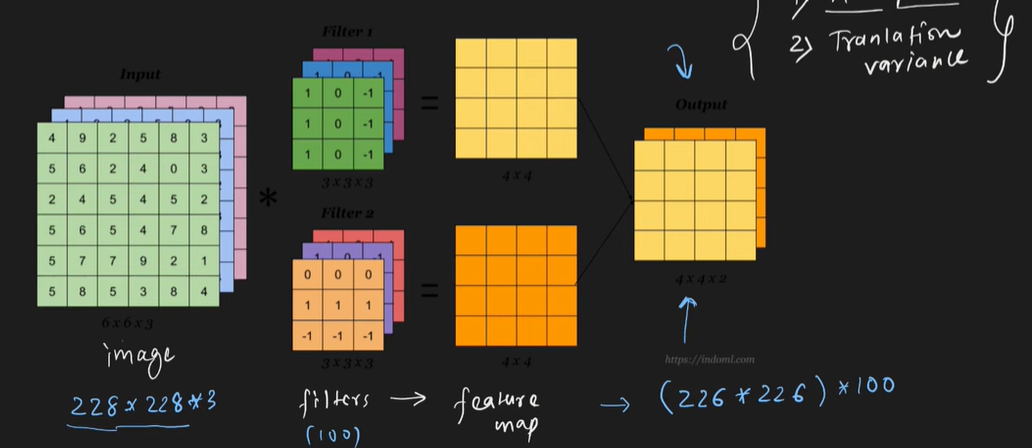 2) Tranlation
variance
Input
4 9 2 5 8 3
5 6 2 4 0 3
2 4 5 4 5 2
5 6 5 4 7 8
5 7 7 9 2 1
5 8 5 3 8 4
6 x 6 x 3
image
228 x 228 * 3
*
Filter 1
1 0 -1
1 0 -1
1 0 -1
3 x 3 x 3
=
4 x 4
Filter 2
0 0 0
1 1 1
-1 -1 -1
3 x 3 x 3
=
4 x 4
Output
4 x 4 x 2
https://indoml.com
filters → feature
map
→ (226 * 226) * 100
(100)